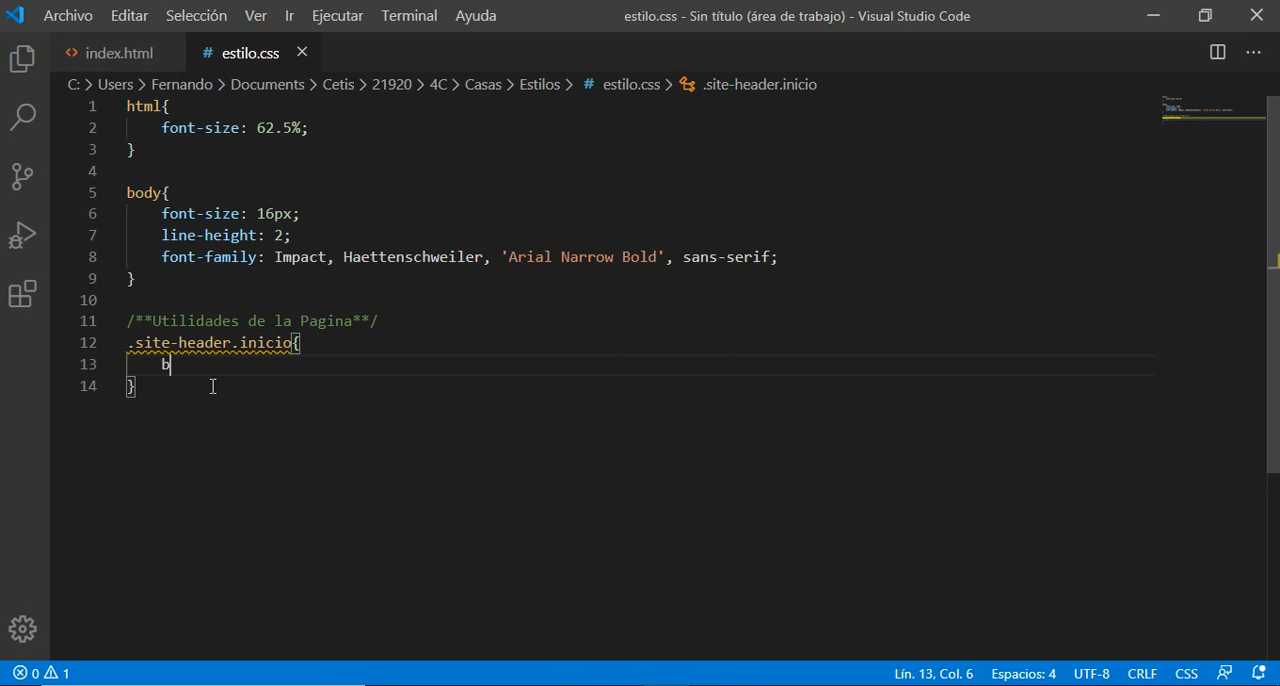 Archivo Editar Selección Ver Ir Ejecutar Terminal Ayuda estilo.css - Sin título (área de trabajo) - Visual Studio Code
<> index.html # estilo.css
C: > Users > Fernando > Documents > Cetis > 21920 > 4C > Casas > Estilos > # estilo.css > .site-header.inicio
1 html{
2 font-size: 62.5%;
3 }
4
5 body{
6 font-size: 16px;
7 line-height: 2;
8 font-family: Impact, Haettenschweiler, 'Arial Narrow Bold', sans-serif;
9 }
10
11 /**Utilidades de la Pagina**/
12 .site-header.inicio{
13 b
14 }
0 1 Lín. 13, Col. 6 Espacios: 4 UTF-8 CRLF CSS